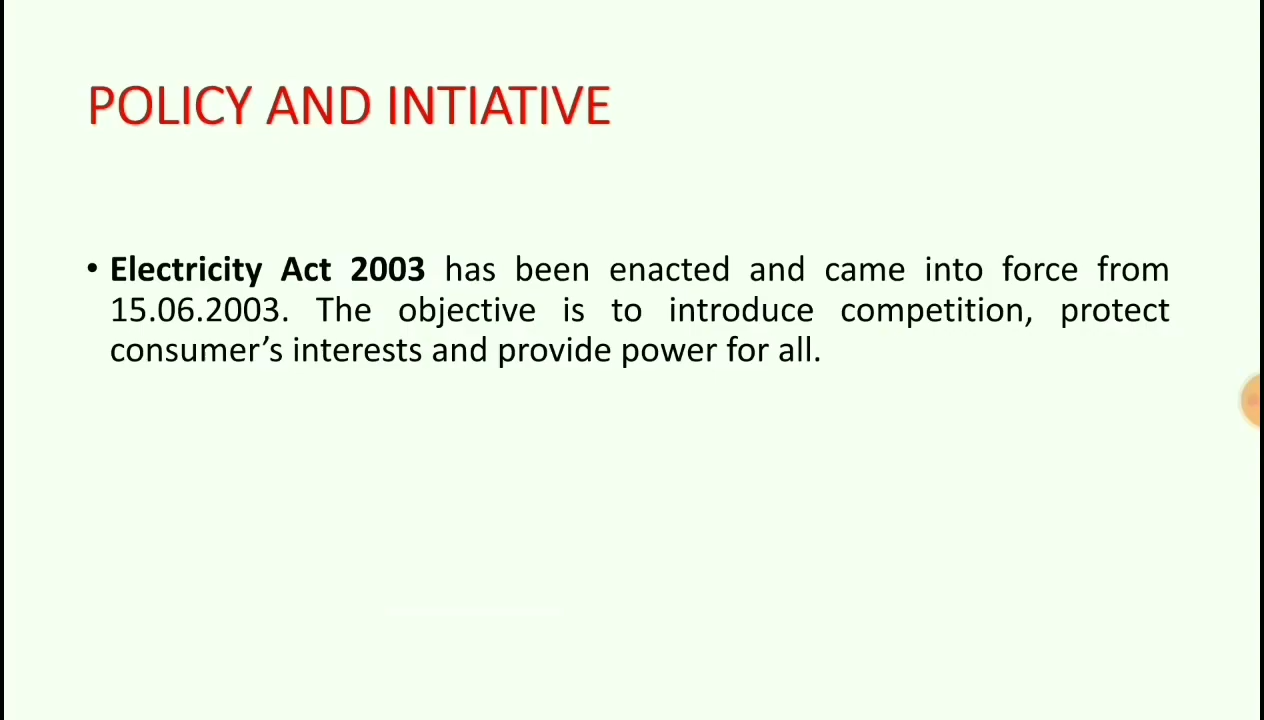 POLICY AND INTIATIVE
• Electricity Act 2003 has been enacted and came into force from
15.06.2003. The objective is to introduce competition, protect
consumer’s interests and provide power for all.